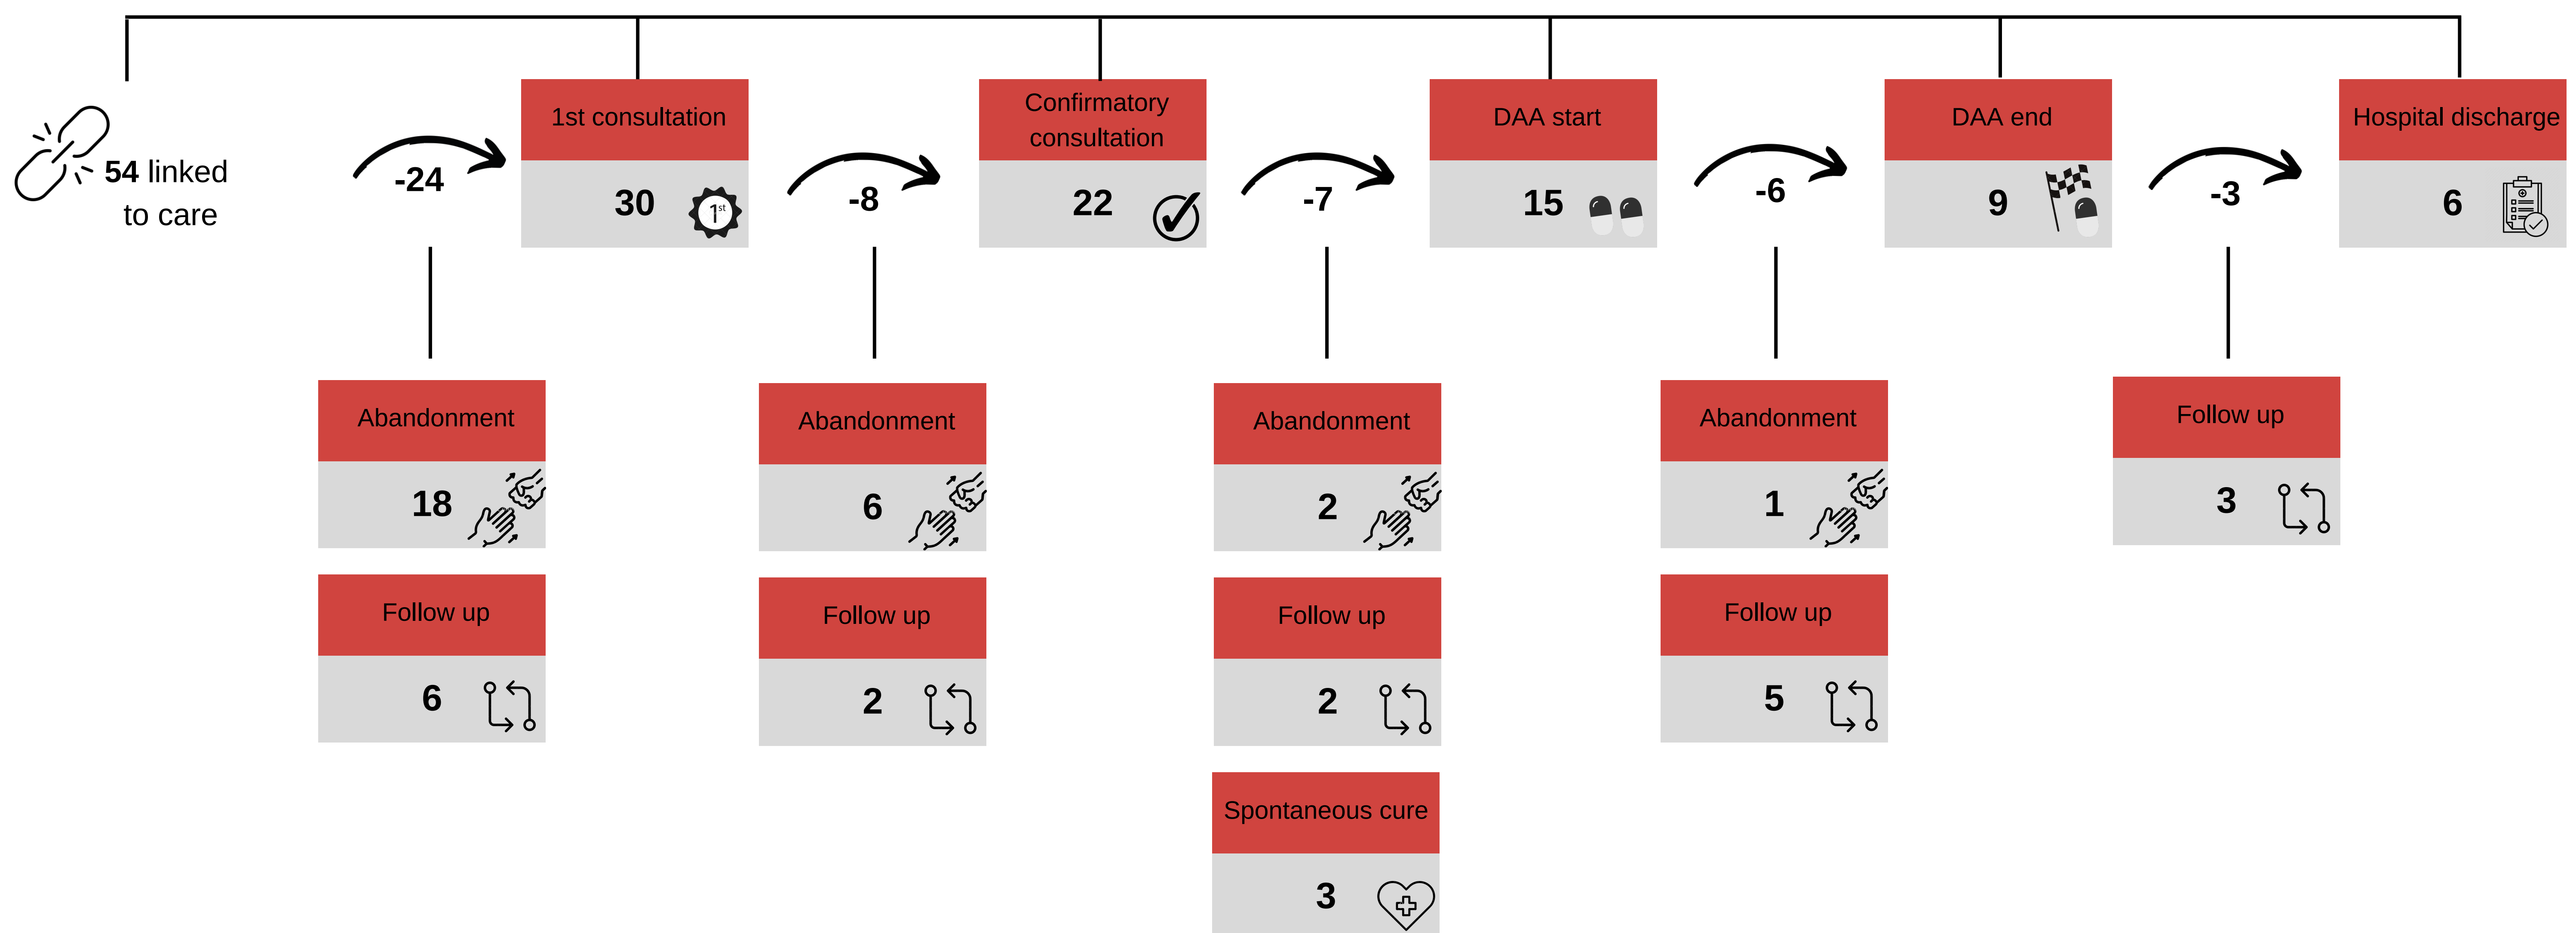 54 linked
to care
-24
1st consultation
30
1st
-8
Confirmatory
consultation
22
-7
DAA start
15
-6
DAA end
9
-3
Hospital discharge
6
Abandonment
18
Follow up
6
Abandonment
6
Follow up
2
Abandonment
2
Follow up
2
Spontaneous cure
3
Abandonment
1
Follow up
5
Follow up
3